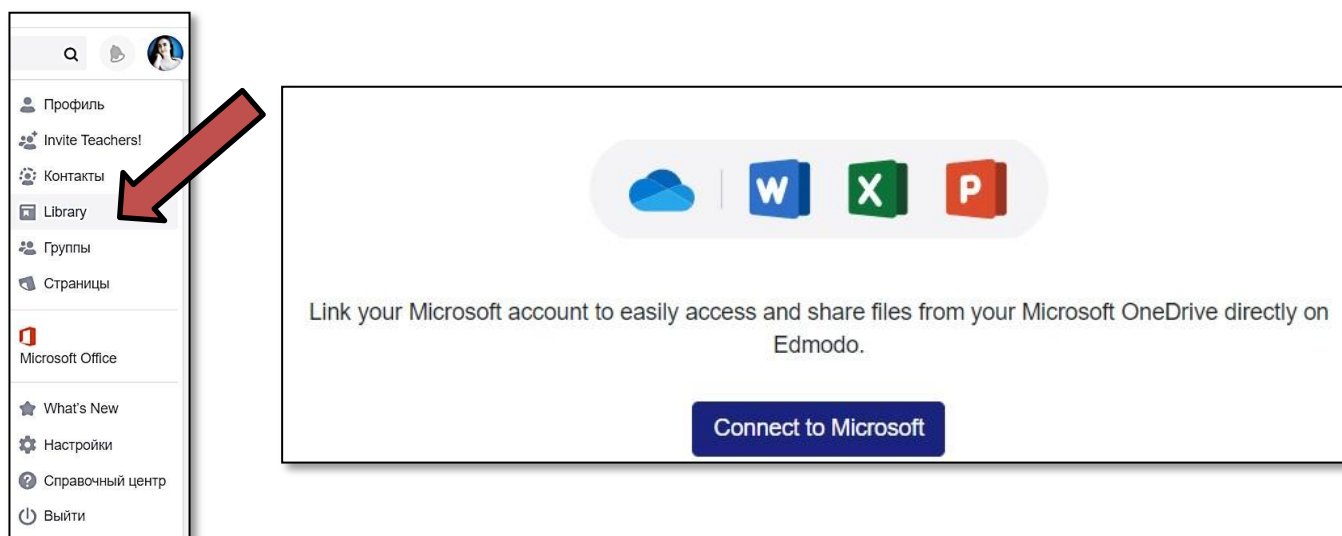 Профиль
Invite Teachers!
Контакты
Library
Группы
Страницы
Microsoft Office
What's New
Настройки
Справочный центр
Выйти
W X P
Link your Microsoft account to easily access and share files from your Microsoft OneDrive directly on
Edmodo.
Connect to Microsoft